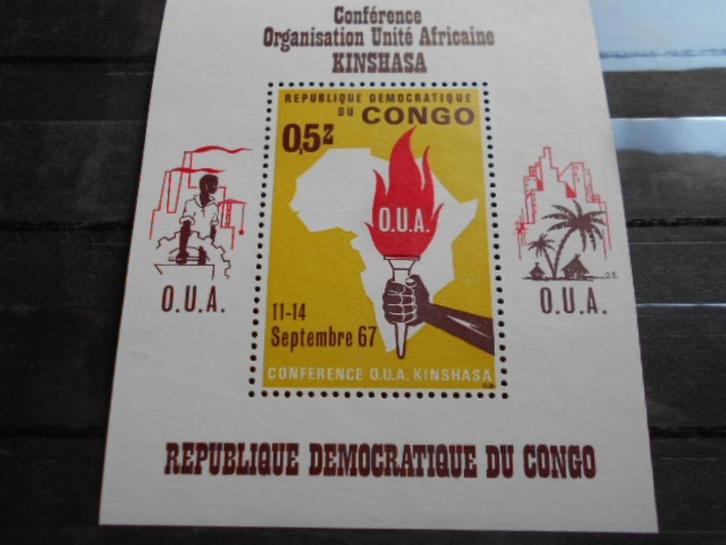 Conférence
Organisation Unité Africaine
KINSHASA
REPUBLIQUE DEMOCRATIQUE
DU CONGO
0,5Z
O.U.A.
11-14
Septembre 67
CONFERENCE O.U.A. KINSHASA
O.U.A.
O.U.A.
REPUBLIQUE DEMOCRATIQUE DU CONGO